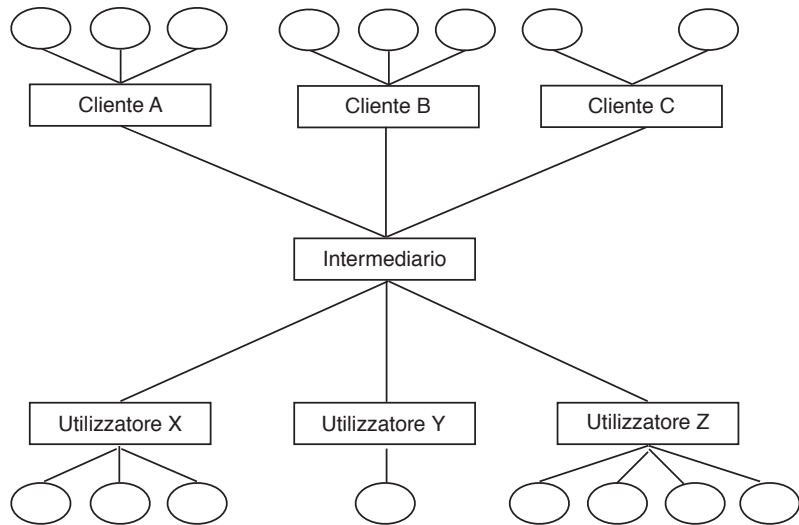 Cliente A
Cliente B
Cliente C
Intermediario
Utilizzatore X
Utilizzatore Y
Utilizzatore Z